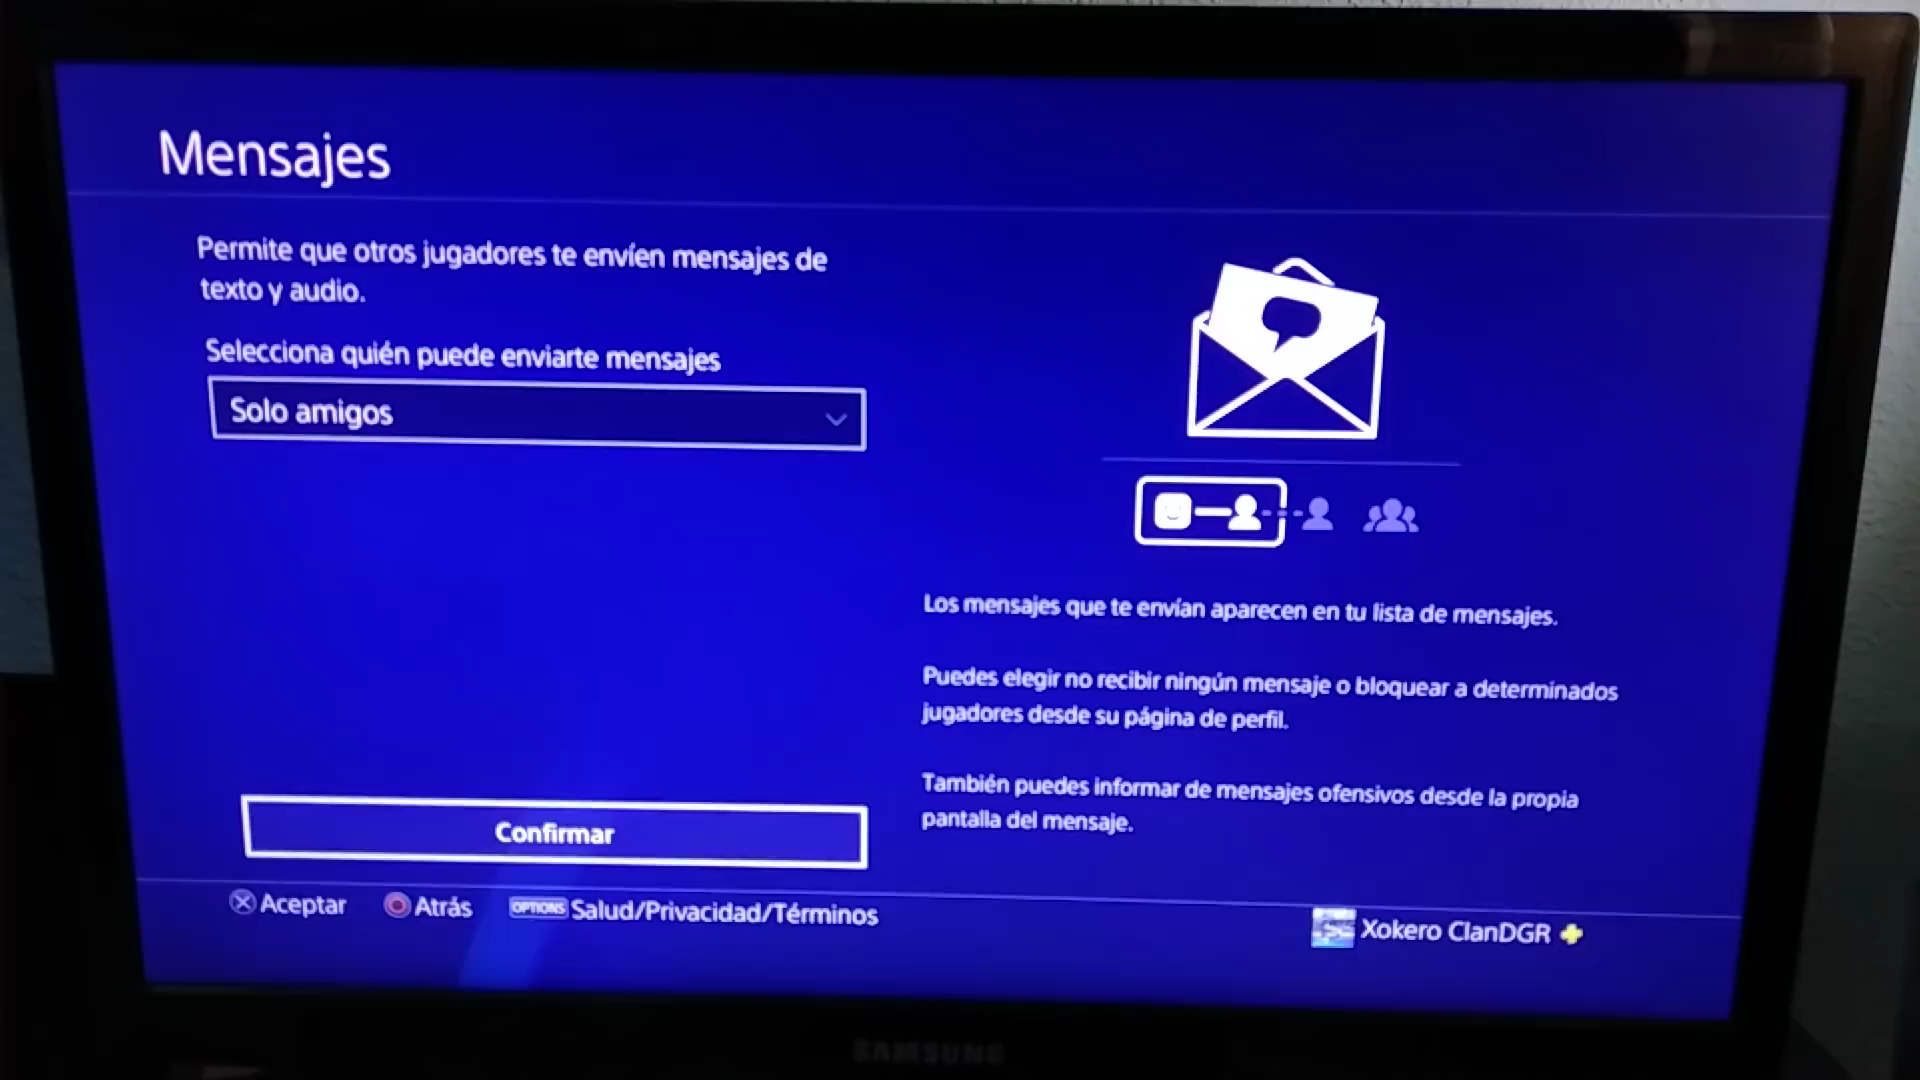 Mensajes
Permite que otros jugadores te envíen mensajes de
texto y audio.
Selecciona quién puede enviarte mensajes
Solo amigos
Los mensajes que te envían aparecen en tu lista de mensajes.
Puedes elegir no recibir ningún mensaje o bloquear a determinados
jugadores desde su página de perfil.
También puedes informar de mensajes ofensivos desde la propia
pantalla del mensaje.
Confirmar
Aceptar
Atrás
OPTIONS Salud/Privacidad/Términos
Xokero ClanDGR
SAMSUNG